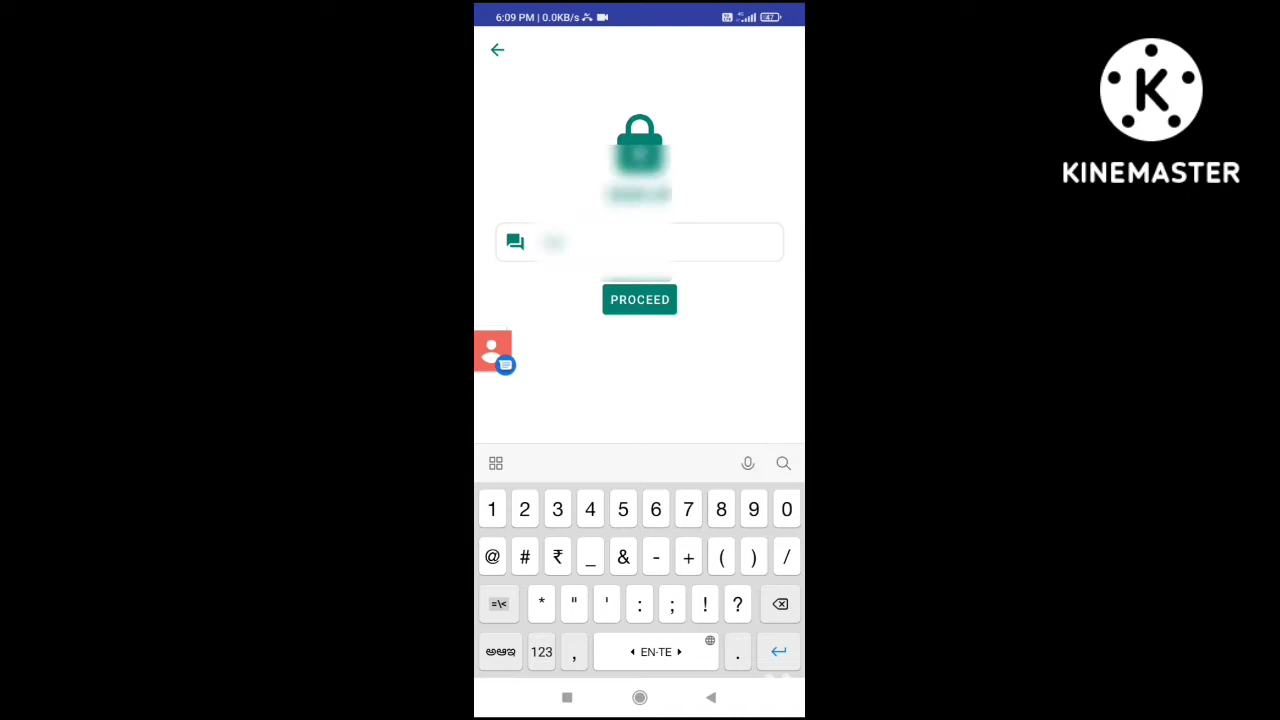 6:09 PM | 0.0KB/s
47
K
KINEMASTER
PROCEED
1 2 3 4 5 6 7 8 9 0
@ # ₹ _ & - + ( ) /
=\< * " ' : ; ! ?
అఆఇ 123 , EN-TE .